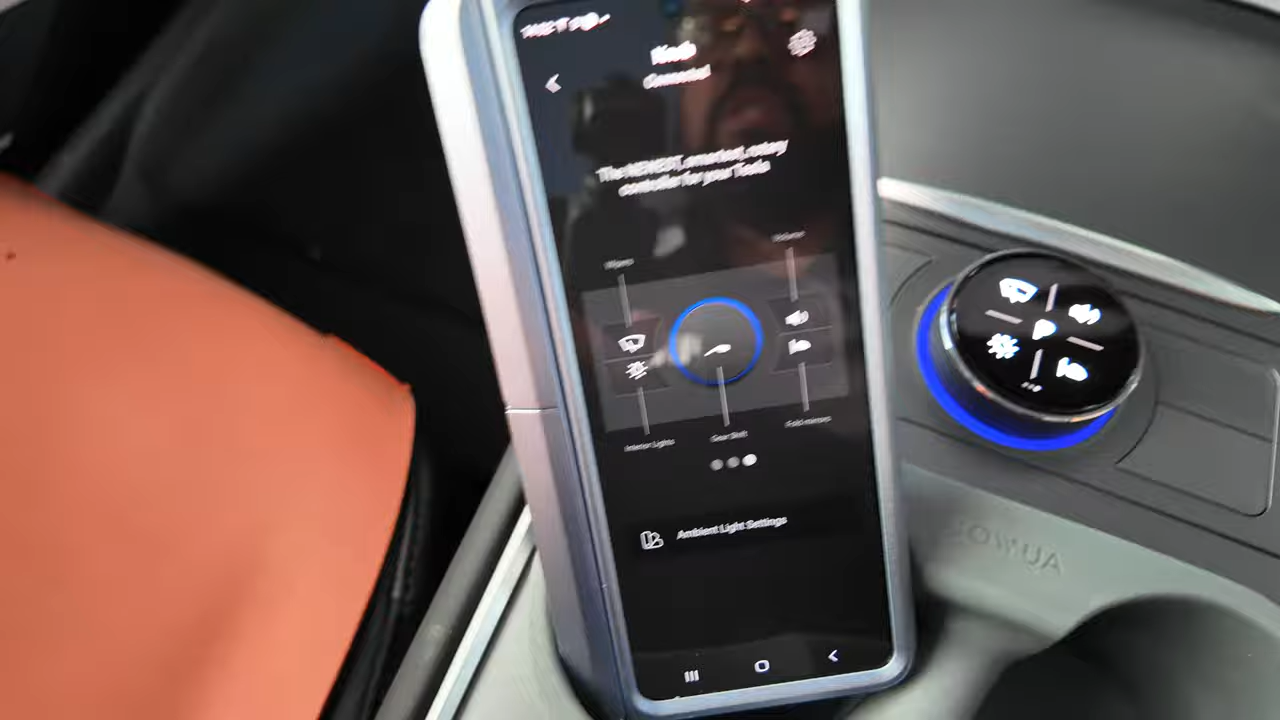 Connected
The NEWEST, smartest, rotary
controller for your Tesla
Volume
Wipers
Interior Lights
Gear Shift
Fold mirrors
Ambient Light Settings
JOWUA